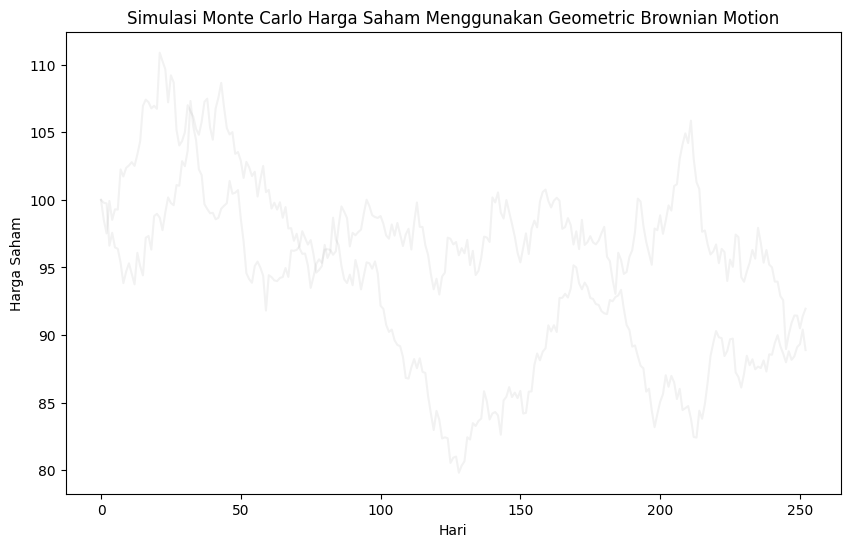 Simulasi Monte Carlo Harga Saham Menggunakan Geometric Brownian Motion
Harga Saham
110
105
100
95
90
85
80
0 50 100 150 200 250
Hari